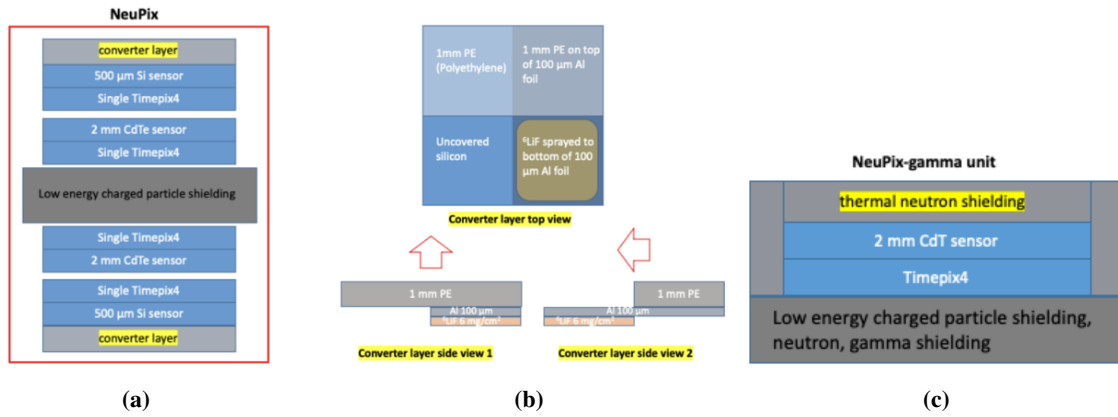 NeuPix
converter layer
500 μm Si sensor
Single Timepix4
2 mm CdTe sensor
Single Timepix4
Low energy charged particle shielding
Single Timepix4
2 mm CdTe sensor
Single Timepix4
500 μm Si sensor
converter layer
(a)
1mm PE
(Polyethylene)
1 mm PE on top
of 100 μm Al
foil
Uncovered
silicon
⁶LiF sprayed to
bottom of 100
μm Al foil
Converter layer top view
1 mm PE
Al 100 μm
⁶LiF 6 mg/cm²
Converter layer side view 1
1 mm PE
Al 100 μm
⁶LiF 6 mg/cm²
Converter layer side view 2
(b)
NeuPix-gamma unit
thermal neutron shielding
2 mm CdT sensor
Timepix4
Low energy charged particle shielding,
neutron, gamma shielding
(c)